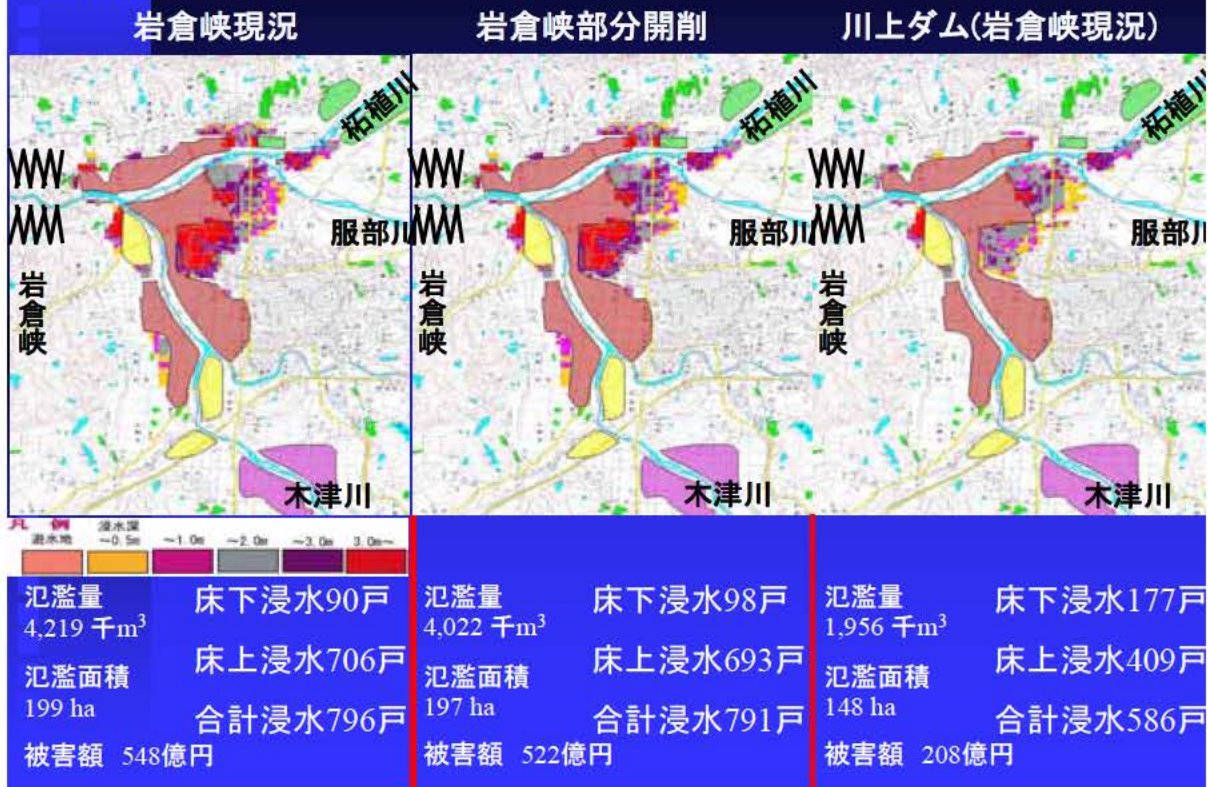 岩倉峡現況
岩倉峡部分開削
川上ダム(岩倉峡現況)
柘植川
服部川
岩倉峡
木津川
柘植川
服部川
岩倉峡
木津川
柘植川
服部川
岩倉峡
木津川
凡例
浸水深
遊水地
~0.5m
~1.0m
~2.0m
~3.0m
3.0m~
氾濫量
4,219 千m³
氾濫面積
199 ha
床下浸水90戸
床上浸水706戸
合計浸水796戸
被害額 548億円
氾濫量
4,022 千m³
氾濫面積
197 ha
床下浸水98戸
床上浸水693戸
合計浸水791戸
被害額 522億円
氾濫量
1,956 千m³
氾濫面積
148 ha
床下浸水177戸
床上浸水409戸
合計浸水586戸
被害額 208億円